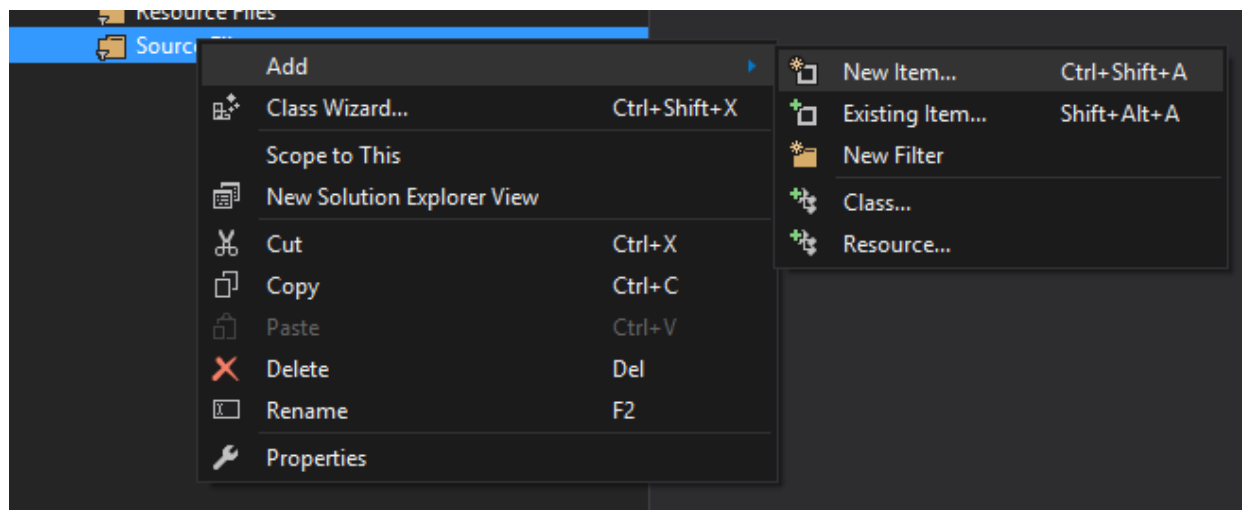 Resource Files
Sourc
Add
Class Wizard... Ctrl+Shift+X
Scope to This
New Solution Explorer View
Cut Ctrl+X
Copy Ctrl+C
Paste Ctrl+V
Delete Del
Rename F2
Properties
New Item... Ctrl+Shift+A
Existing Item... Shift+Alt+A
New Filter
Class...
Resource...